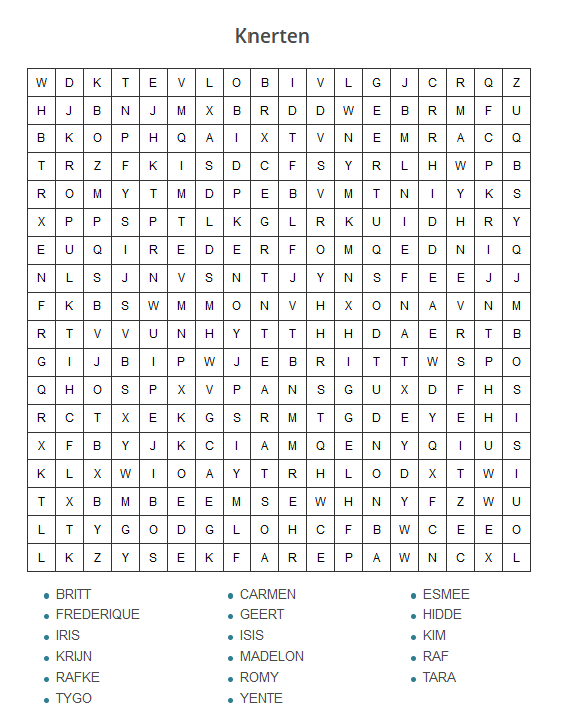 Knerten
W D K T E V L O B I V L G J C R Q Z
H J B N J M X B R D D W E B R M F U
B K O P H Q A I X T V N E M R A C Q
T R Z F K I S D C F S Y R L H W P B
R O M Y T M D P E B V M T N I Y K S
X P P S P T L K G L R K U I D H R Y
E U Q I R E D E R F O M Q E D N I Q
N L S J N V S N T J Y N S F E E J J
F K B S W M M O N V H X O N A V N M
R T V V U N H Y T T H H D A E R T B
G I J B I P W J E B R I T T W S P O
Q H O S P X V P A N S G U X D F H S
R C T X E K G S R M T G D E Y E H I
X F B Y J K C I A M Q E N Y Q I U S
K L X W I O A Y T R H L O D X T W I
T X B M B E E M S E W H N Y F Z W U
L T Y G O D G L O H C F B W C E E O
L K Z Y S E K F A R E P A W N C X L
BRITT CARMEN ESMEE
FREDERIQUE GEERT HIDDE
IRIS ISIS KIM
KRIJN MADELON RAF
RAFKE ROMY TARA
TYGO YENTE